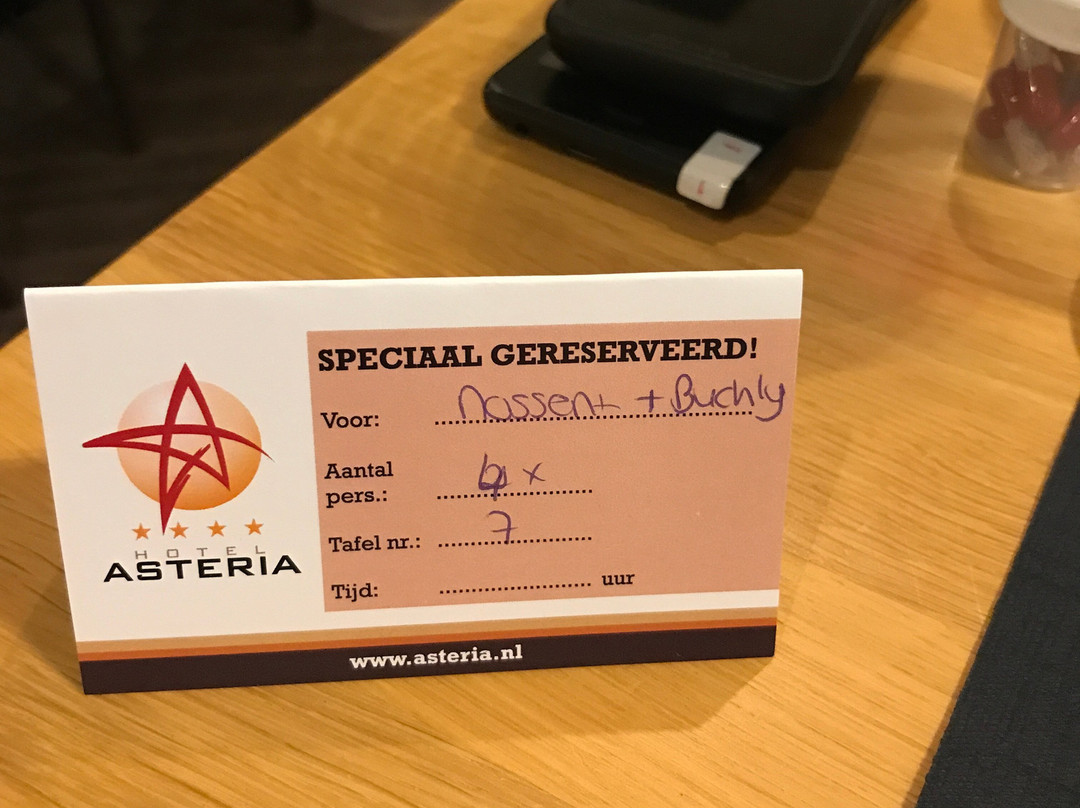 SPECIAAL GERESERVEERD!
Voor: Nassent + Buchly
Aantal pers.: 4 x
Tafel nr.: 7
Tijd: uur
HOTEL
ASTERIA
www.asteria.nl